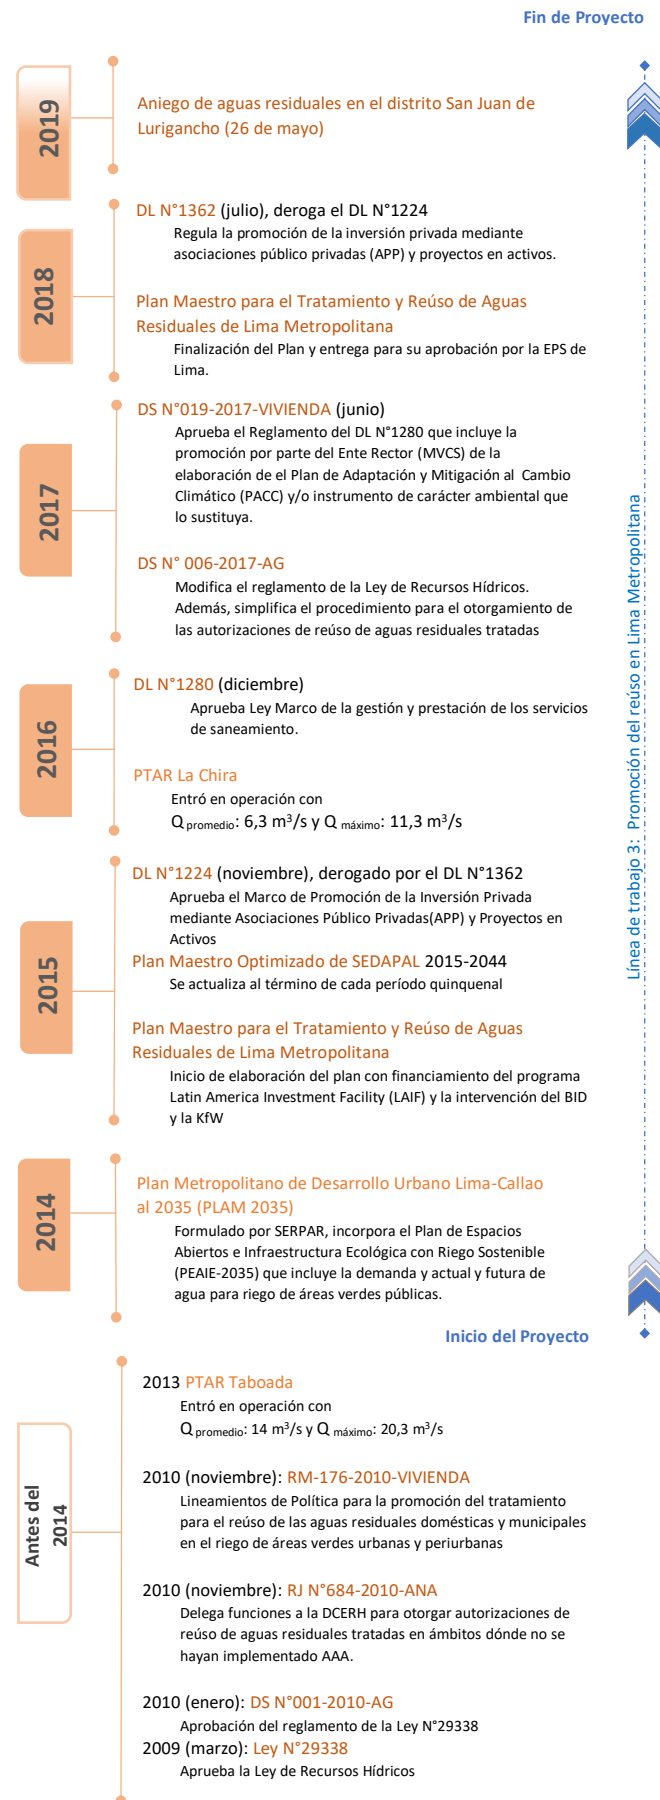 Fin de Proyecto
2019
Aniego de aguas residuales en el distrito San Juan de
Lurigancho (26 de mayo)
2018
DL N°1362 (julio), deroga el DL N°1224
Regula la promoción de la inversión privada mediante
asociaciones público privadas (APP) y proyectos en activos.
Plan Maestro para el Tratamiento y Reúso de Aguas
Residuales de Lima Metropolitana
Finalización del Plan y entrega para su aprobación por la EPS de
Lima.
2017
DS N°019-2017-VIVIENDA (junio)
Aprueba el Reglamento del DL N°1280 que incluye la
promoción por parte del Ente Rector (MVCS) de la
elaboración de el Plan de Adaptación y Mitigación al Cambio
Climático (PACC) y/o instrumento de carácter ambiental que
lo sustituya.
DS N° 006-2017-AG
Modifica el reglamento de la Ley de Recursos Hídricos.
Además, simplifica el procedimiento para el otorgamiento de
las autorizaciones de reúso de aguas residuales tratadas
2016
DL N°1280 (diciembre)
Aprueba Ley Marco de la gestión y prestación de los servicios
de saneamiento.
PTAR La Chira
Entró en operación con
Q promedio: 6,3 m³/s y Q máximo: 11,3 m³/s
2015
DL N°1224 (noviembre), derogado por el DL N°1362
Aprueba el Marco de Promoción de la Inversión Privada
mediante Asociaciones Público Privadas(APP) y Proyectos en
Activos
Plan Maestro Optimizado de SEDAPAL 2015-2044
Se actualiza al término de cada período quinquenal
Plan Maestro para el Tratamiento y Reúso de Aguas
Residuales de Lima Metropolitana
Inicio de elaboración del plan con financiamiento del programa
Latin America Investment Facility (LAIF) y la intervención del BID
y la KfW
2014
Plan Metropolitano de Desarrollo Urbano Lima-Callao
al 2035 (PLAM 2035)
Formulado por SERPAR, incorpora el Plan de Espacios
Abiertos e Infraestructura Ecológica con Riego Sostenible
(PEAIE-2035) que incluye la demanda y actual y futura de
agua para riego de áreas verdes públicas.
Línea de trabajo 3: Promoción del reúso en Lima Metropolitana
Inicio del Proyecto
Antes del
2014
2013 PTAR Taboada
Entró en operación con
Q promedio: 14 m³/s y Q máximo: 20,3 m³/s
2010 (noviembre): RM-176-2010-VIVIENDA
Lineamientos de Política para la promoción del tratamiento
para el reúso de las aguas residuales domésticas y municipales
en el riego de áreas verdes urbanas y periurbanas
2010 (noviembre): RJ N°684-2010-ANA
Delega funciones a la DCERH para otorgar autorizaciones de
reúso de aguas residuales tratadas en ámbitos dónde no se
hayan implementado AAA.
2010 (enero): DS N°001-2010-AG
Aprobación del reglamento de la Ley N°29338
2009 (marzo): Ley N°29338
Aprueba la Ley de Recursos Hídricos